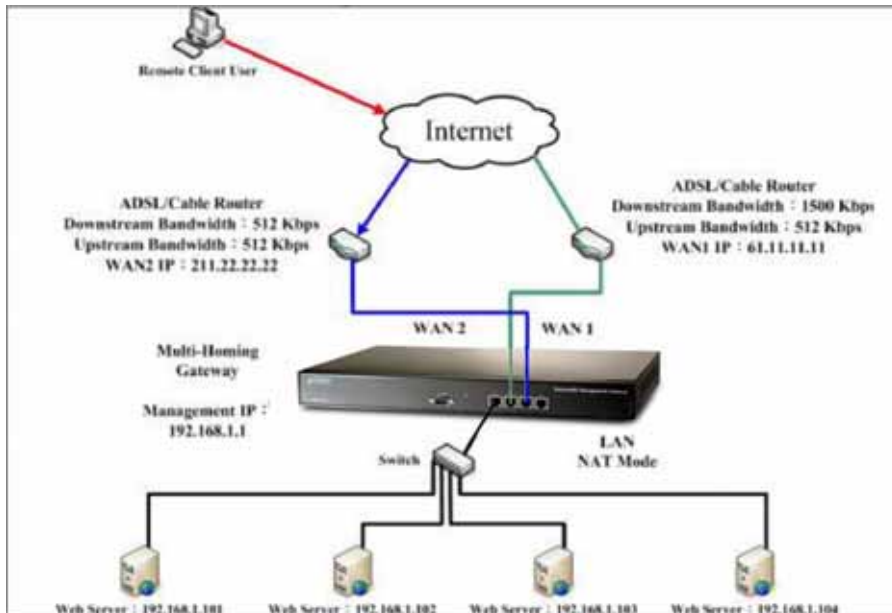 Remote Client User
Internet
ADSL/Cable Router
Downstream Bandwidth：512 Kbps
Upstream Bandwidth：512 Kbps
WAN2 IP：211.22.22.22
ADSL/Cable Router
Downstream Bandwidth：1500 Kbps
Upstream Bandwidth：512 Kbps
WAN1 IP：61.11.11.11
WAN 2
WAN 1
Multi-Homing
Gateway
Management IP：
192.168.1.1
LAN
NAT Mode
Switch
Web Server：192.168.1.101
Web Server：192.168.1.102
Web Server：192.168.1.103
Web Server：192.168.1.104